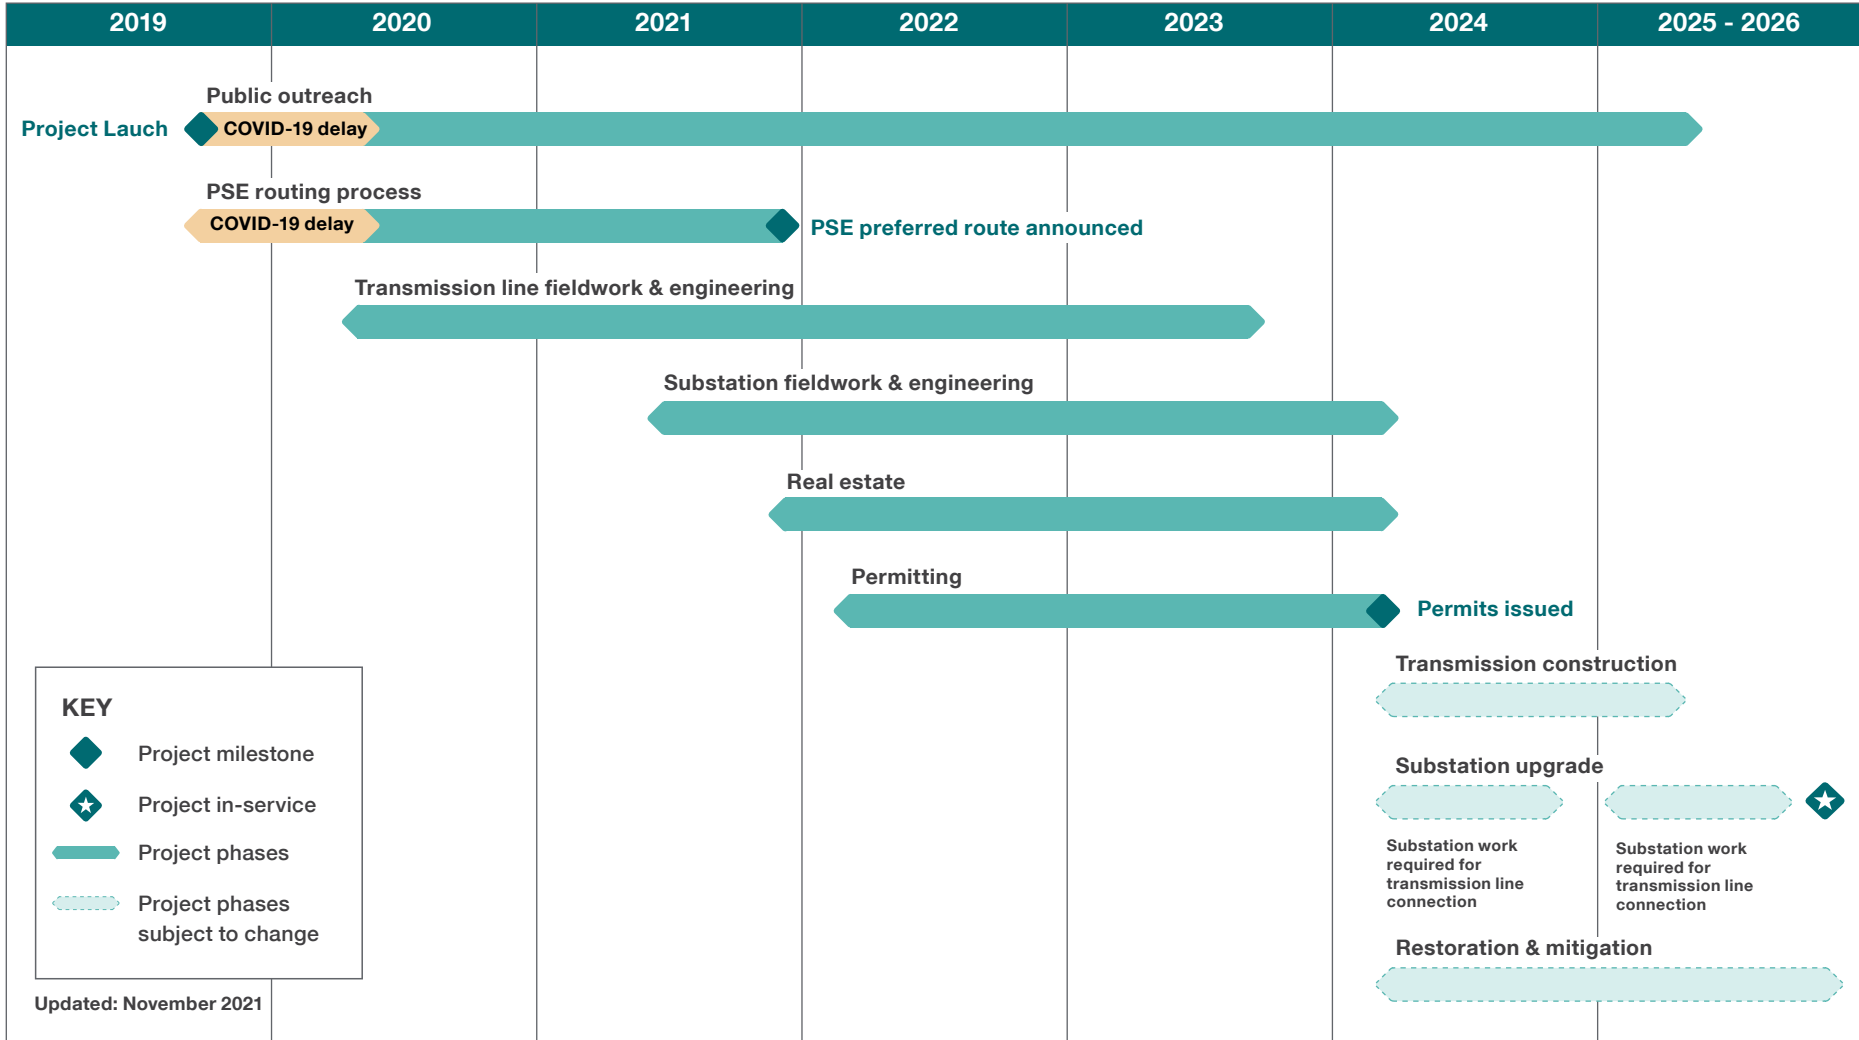 2019 2020 2021 2022 2023 2024 2025 - 2026
Public outreach
Project Lauch
COVID-19 delay
PSE routing process
COVID-19 delay
PSE preferred route announced
Transmission line fieldwork & engineering
Substation fieldwork & engineering
Real estate
Permitting
Permits issued
Transmission construction
Substation upgrade
Substation work
required for
transmission line
connection
Substation work
required for
transmission line
connection
Restoration & mitigation
KEY
Project milestone
Project in-service
Project phases
Project phases
subject to change
Updated: November 2021